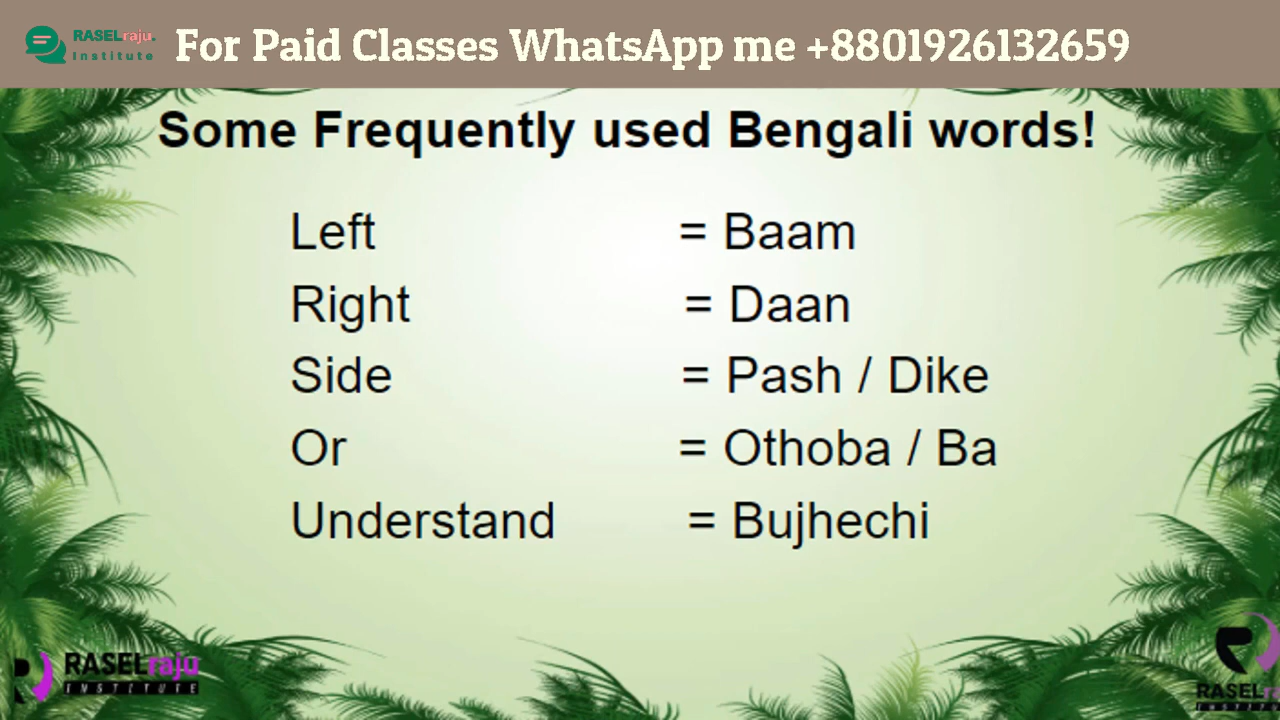 RASELraju.
Institute
For Paid Classes WhatsApp me +8801926132659
Some Frequently used Bengali words!
Left = Baam
Right = Daan
Side = Pash / Dike
Or = Othoba / Ba
Understand = Bujhechi
RASELraju
INSTITUTE